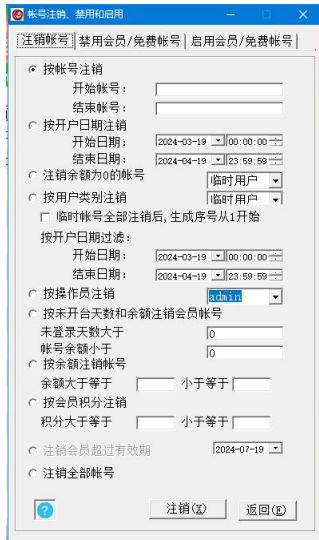 帐号注销、禁用和启用
注销帐号 禁用会员/免费帐号 启用会员/免费帐号
按帐号注销
开始帐号:
结束帐号:
按开户日期注销
开始日期: 2024-03-19 00:00:00
结束日期: 2024-04-19 23:59:59
注销余额为0的帐号 临时用户
按用户类别注销 临时用户
临时帐号全部注销后,生成序号从1开始
按开户日期过滤:
开始日期: 2024-03-19 00:00:00
结束日期: 2024-04-19 23:59:59
按操作员注销 admin
按未开台天数和余额注销会员帐号
未登录天数大于 0
帐号余额小于 0
按余额注销帐号
余额大于等于 小于等于
按会员积分注销
积分大于等于 小于等于
注销会员超过有效期 2024-07-19
注销全部帐号
? 注销(X) 返回(E)